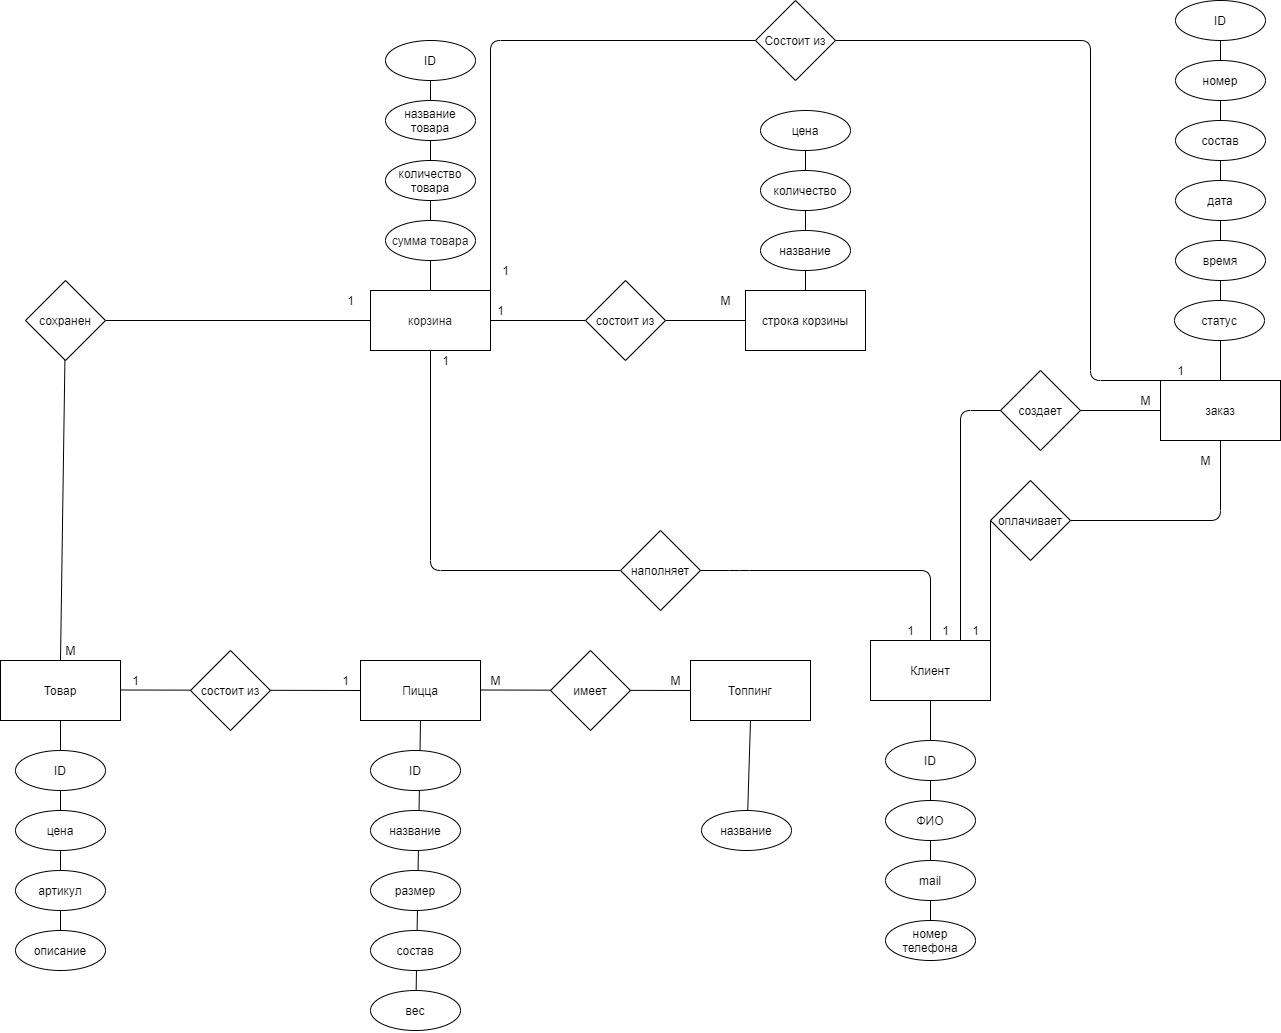 Состоит из
ID
номер
состав
дата
время
статус
ID
название
товара
количество
товара
сумма товара
цена
количество
название
1
1
сохранен
корзина
1
состоит из
M
строка корзины
1
1
создает
M
заказ
M
оплачивает
наполняет
1
1
1
Клиент
M
Товар
1
состоит из
1
Пицца
M
имеет
M
Топпинг
ID
цена
артикул
описание
ID
название
размер
состав
вес
название
ID
ФИО
mail
номер
телефона